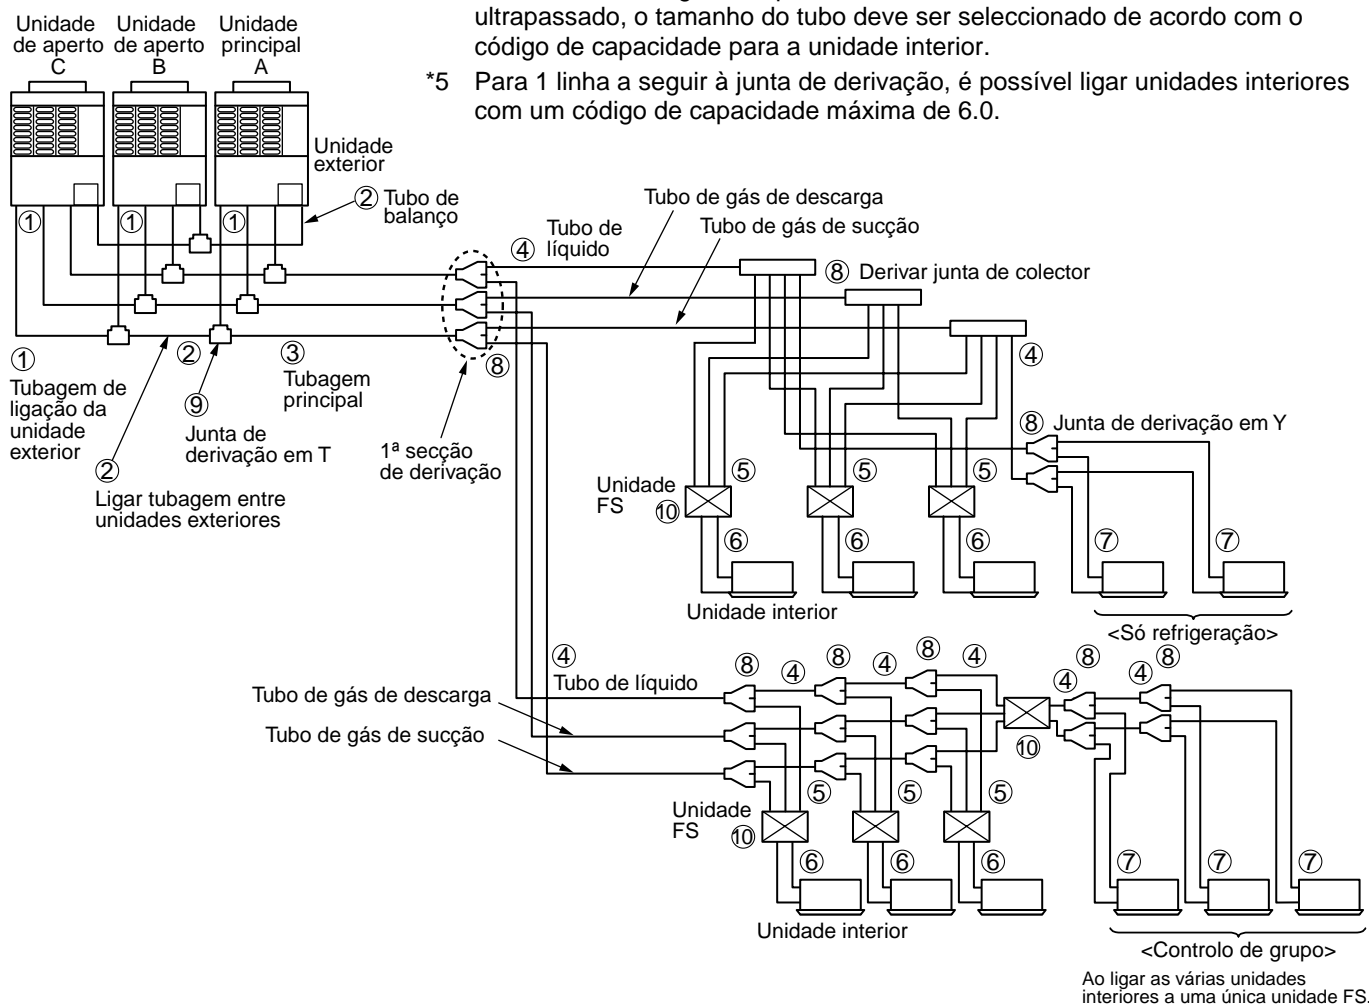 ultrapassado, o tamanho do tubo deve ser seleccionado de acordo com o
código de capacidade para a unidade interior.
*5 Para 1 linha a seguir à junta de derivação, é possível ligar unidades interiores
com um código de capacidade máxima de 6.0.
Unidade
de aperto
C
Unidade
de aperto
B
Unidade
principal
A
Unidade
exterior
① ① ①
② Tubo de
balanço
Tubo de gás de descarga
Tubo de gás de sucção
④ Tubo de
líquido
⑧ Derivar junta de colector
①
Tubagem de
ligação da
unidade
exterior
②
③
Tubagem
principal
⑧
④
⑨
Junta de
derivação em T
②
Ligar tubagem entre
unidades exteriores
1ª secção
de derivação
⑧ Junta de derivação em Y
Unidade
FS ⑩
⑤ ⑤ ⑤
⑥ ⑥ ⑥ ⑦ ⑦
Unidade interior
<Só refrigeração>
④
Tubo de líquido
⑧ ④ ⑧ ④ ⑧ ④ ④ ⑧ ④ ⑧
Tubo de gás de descarga
Tubo de gás de sucção
⑩
Unidade
FS ⑩
⑤ ⑤ ⑤
⑥ ⑥ ⑥ ⑦ ⑦ ⑦
Unidade interior
<Controlo de grupo>
Ao ligar as várias unidades
interiores a uma única unidade FS.